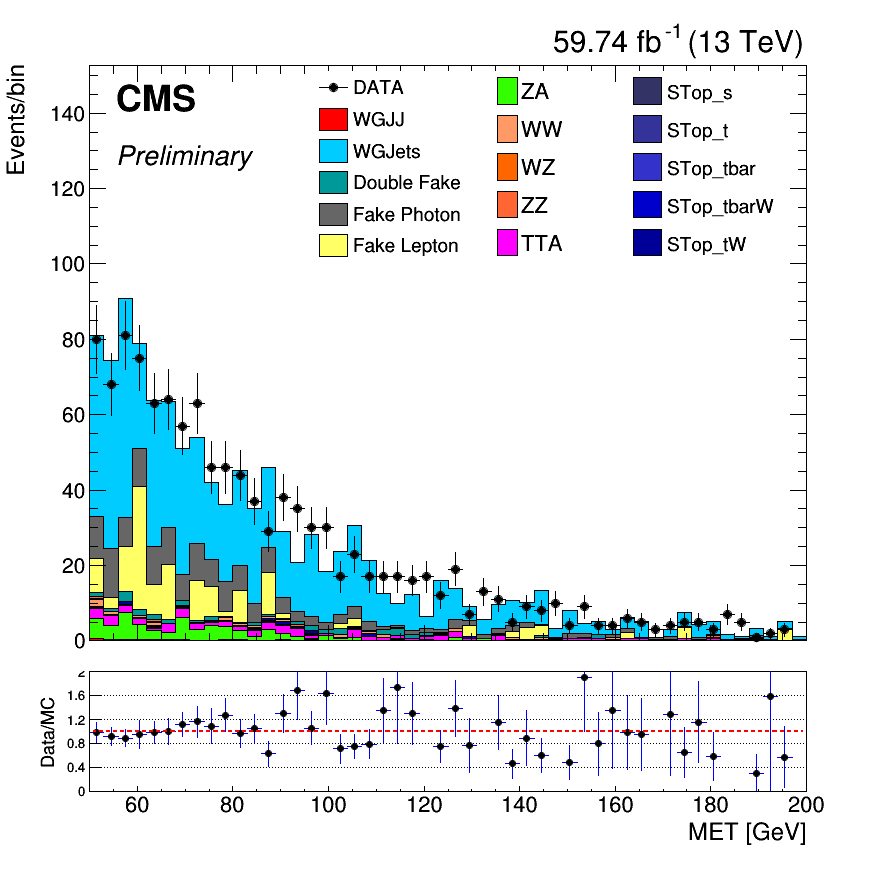 59.74 fb-1 (13 TeV)
Events/bin
CMS
Preliminary
DATA
WGJJ
WGJets
Double Fake
Fake Photon
Fake Lepton
ZA
WW
WZ
ZZ
TTA
STop_s
STop_t
STop_tbar
STop_tbarW
STop_tW
140
120
100
80
60
40
20
0
Data/MC
2
1.6
1.2
0.8
0.4
0
60 80 100 120 140 160 180 200
MET [GeV]